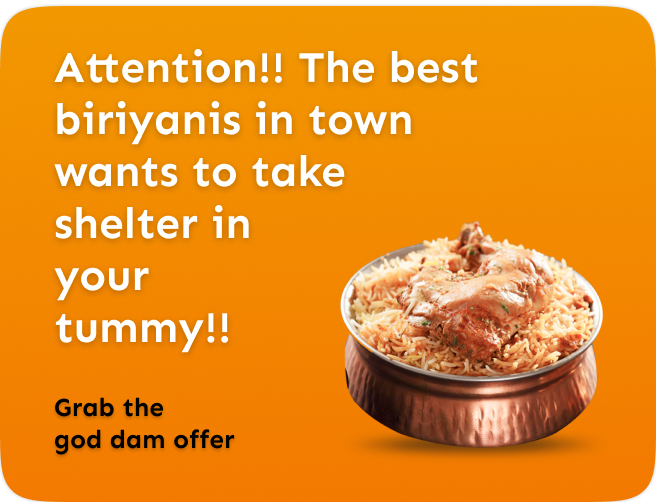 Attention!! The best
biriyanis in town
wants to take
shelter in
your
tummy!!
Grab the
god dam offer